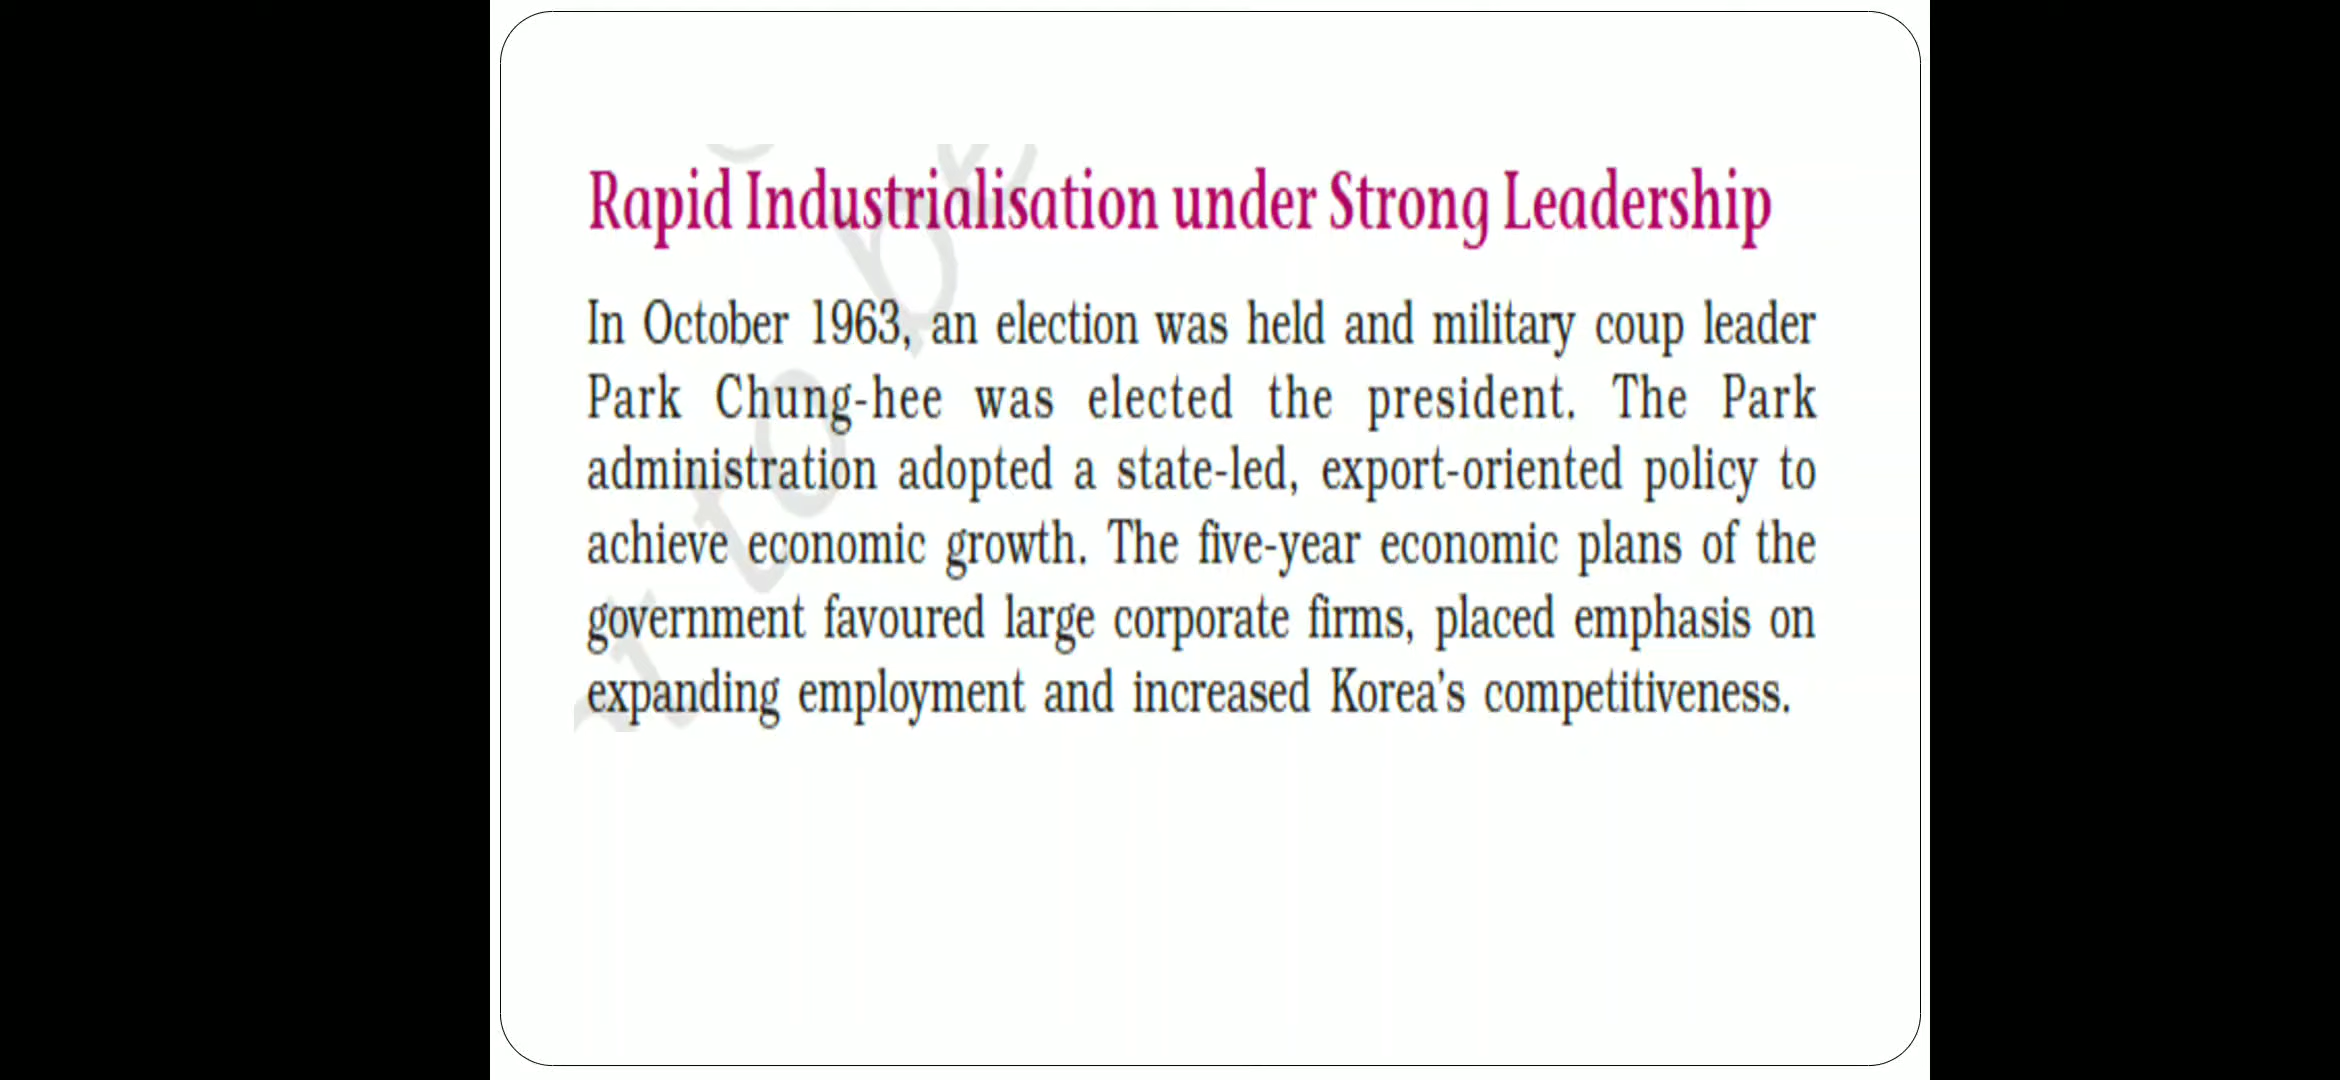 Rapid Industrialisation under Strong Leadership
In October 1963, an election was held and military coup leader
Park Chung-hee was elected the president. The Park
administration adopted a state-led, export-oriented policy to
achieve economic growth. The five-year economic plans of the
government favoured large corporate firms, placed emphasis on
expanding employment and increased Korea's competitiveness.